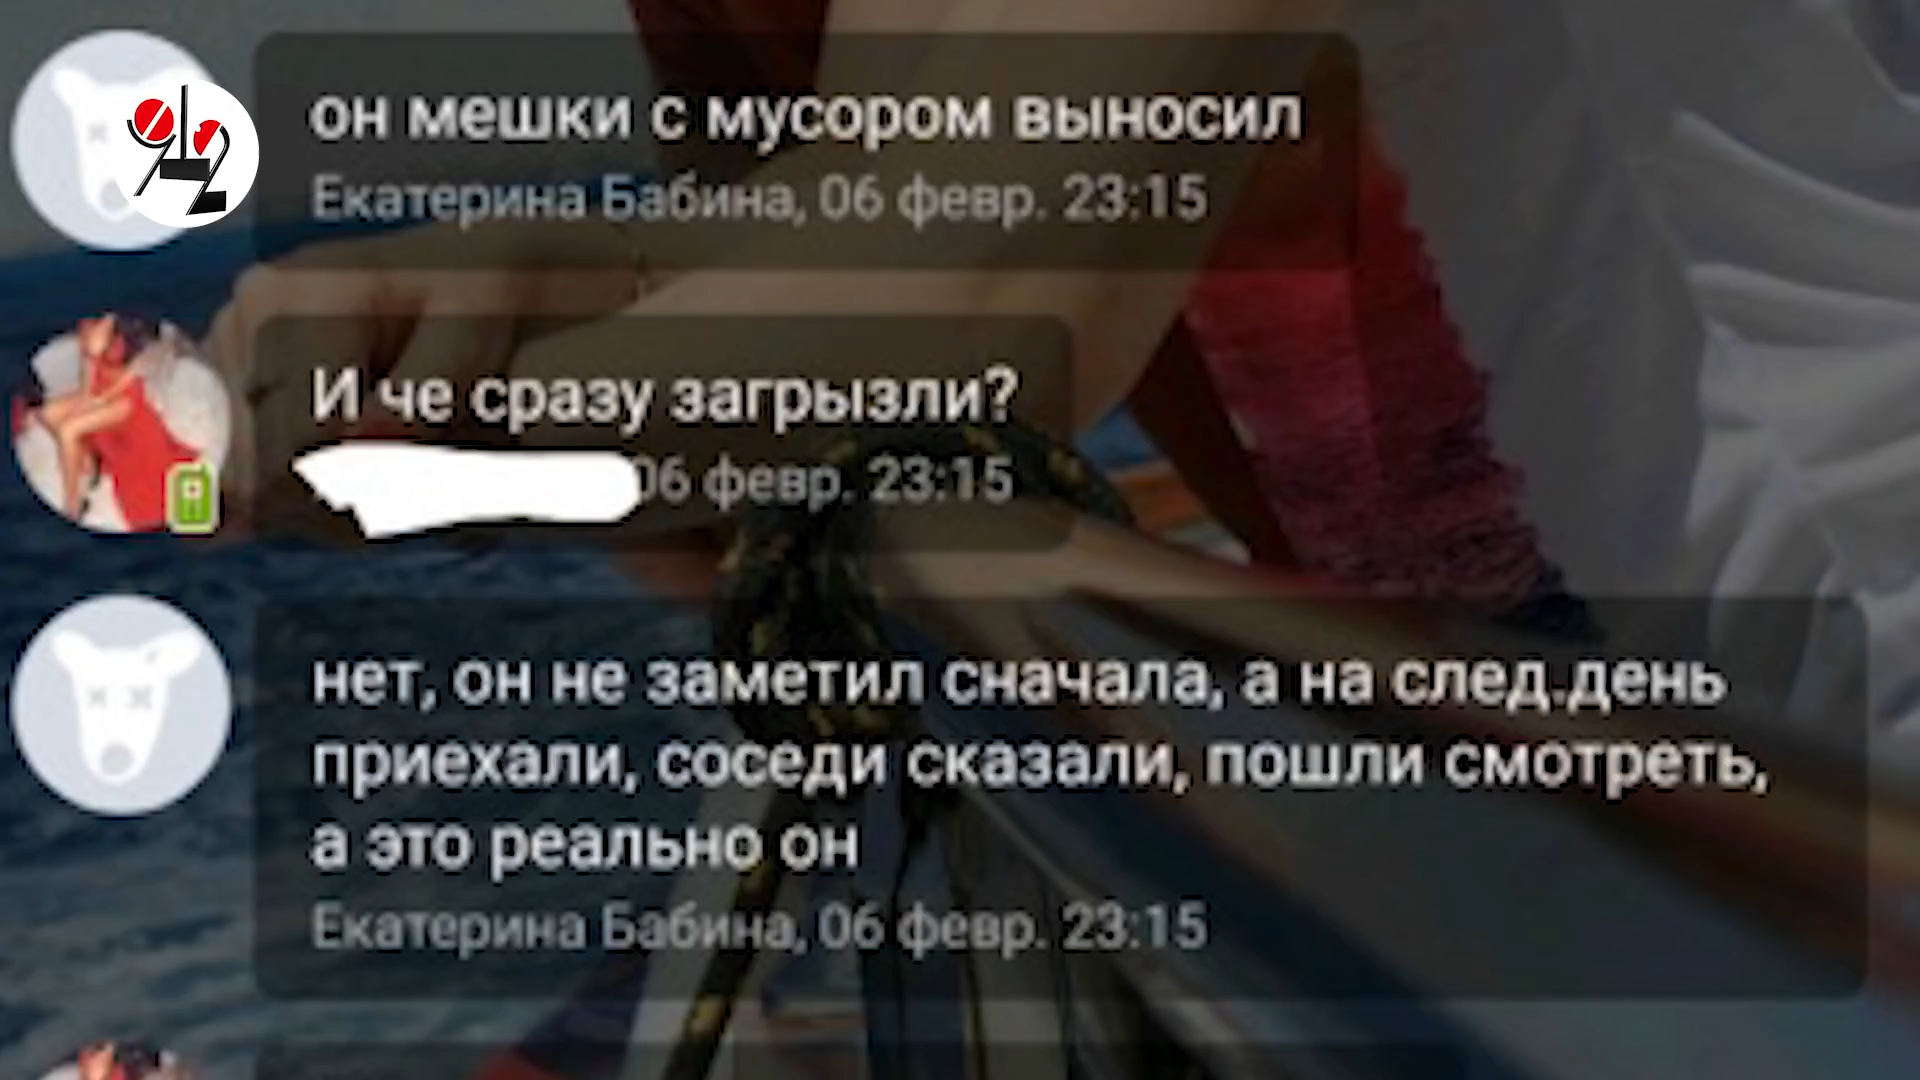 он мешки с мусором выносил
Екатерина Бабина, 06 февр. 23:15
И че сразу загрызли?
06 февр. 23:15
нет, он не заметил сначала, а на след.день
приехали, соседи сказали, пошли смотреть,
а это реально он
Екатерина Бабина, 06 февр. 23:15